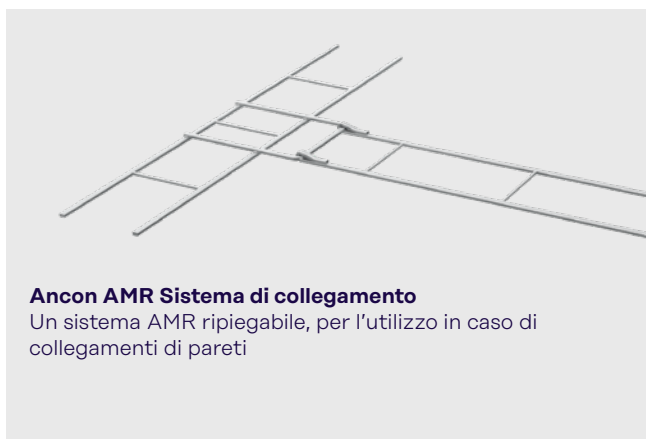 Ancon AMR Sistema di collegamento
Un sistema AMR ripiegabile, per l’utilizzo in caso di
collegamenti di pareti